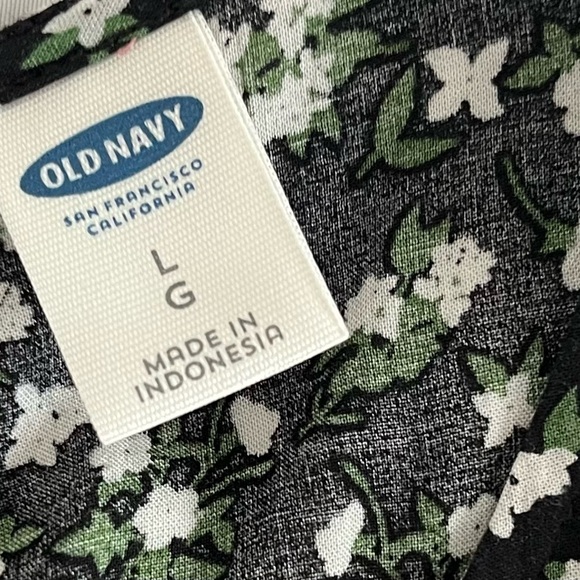 OLD NAVY
SAN FRANCISCO
CALIFORNIA
L
G
MADE IN
INDONESIA